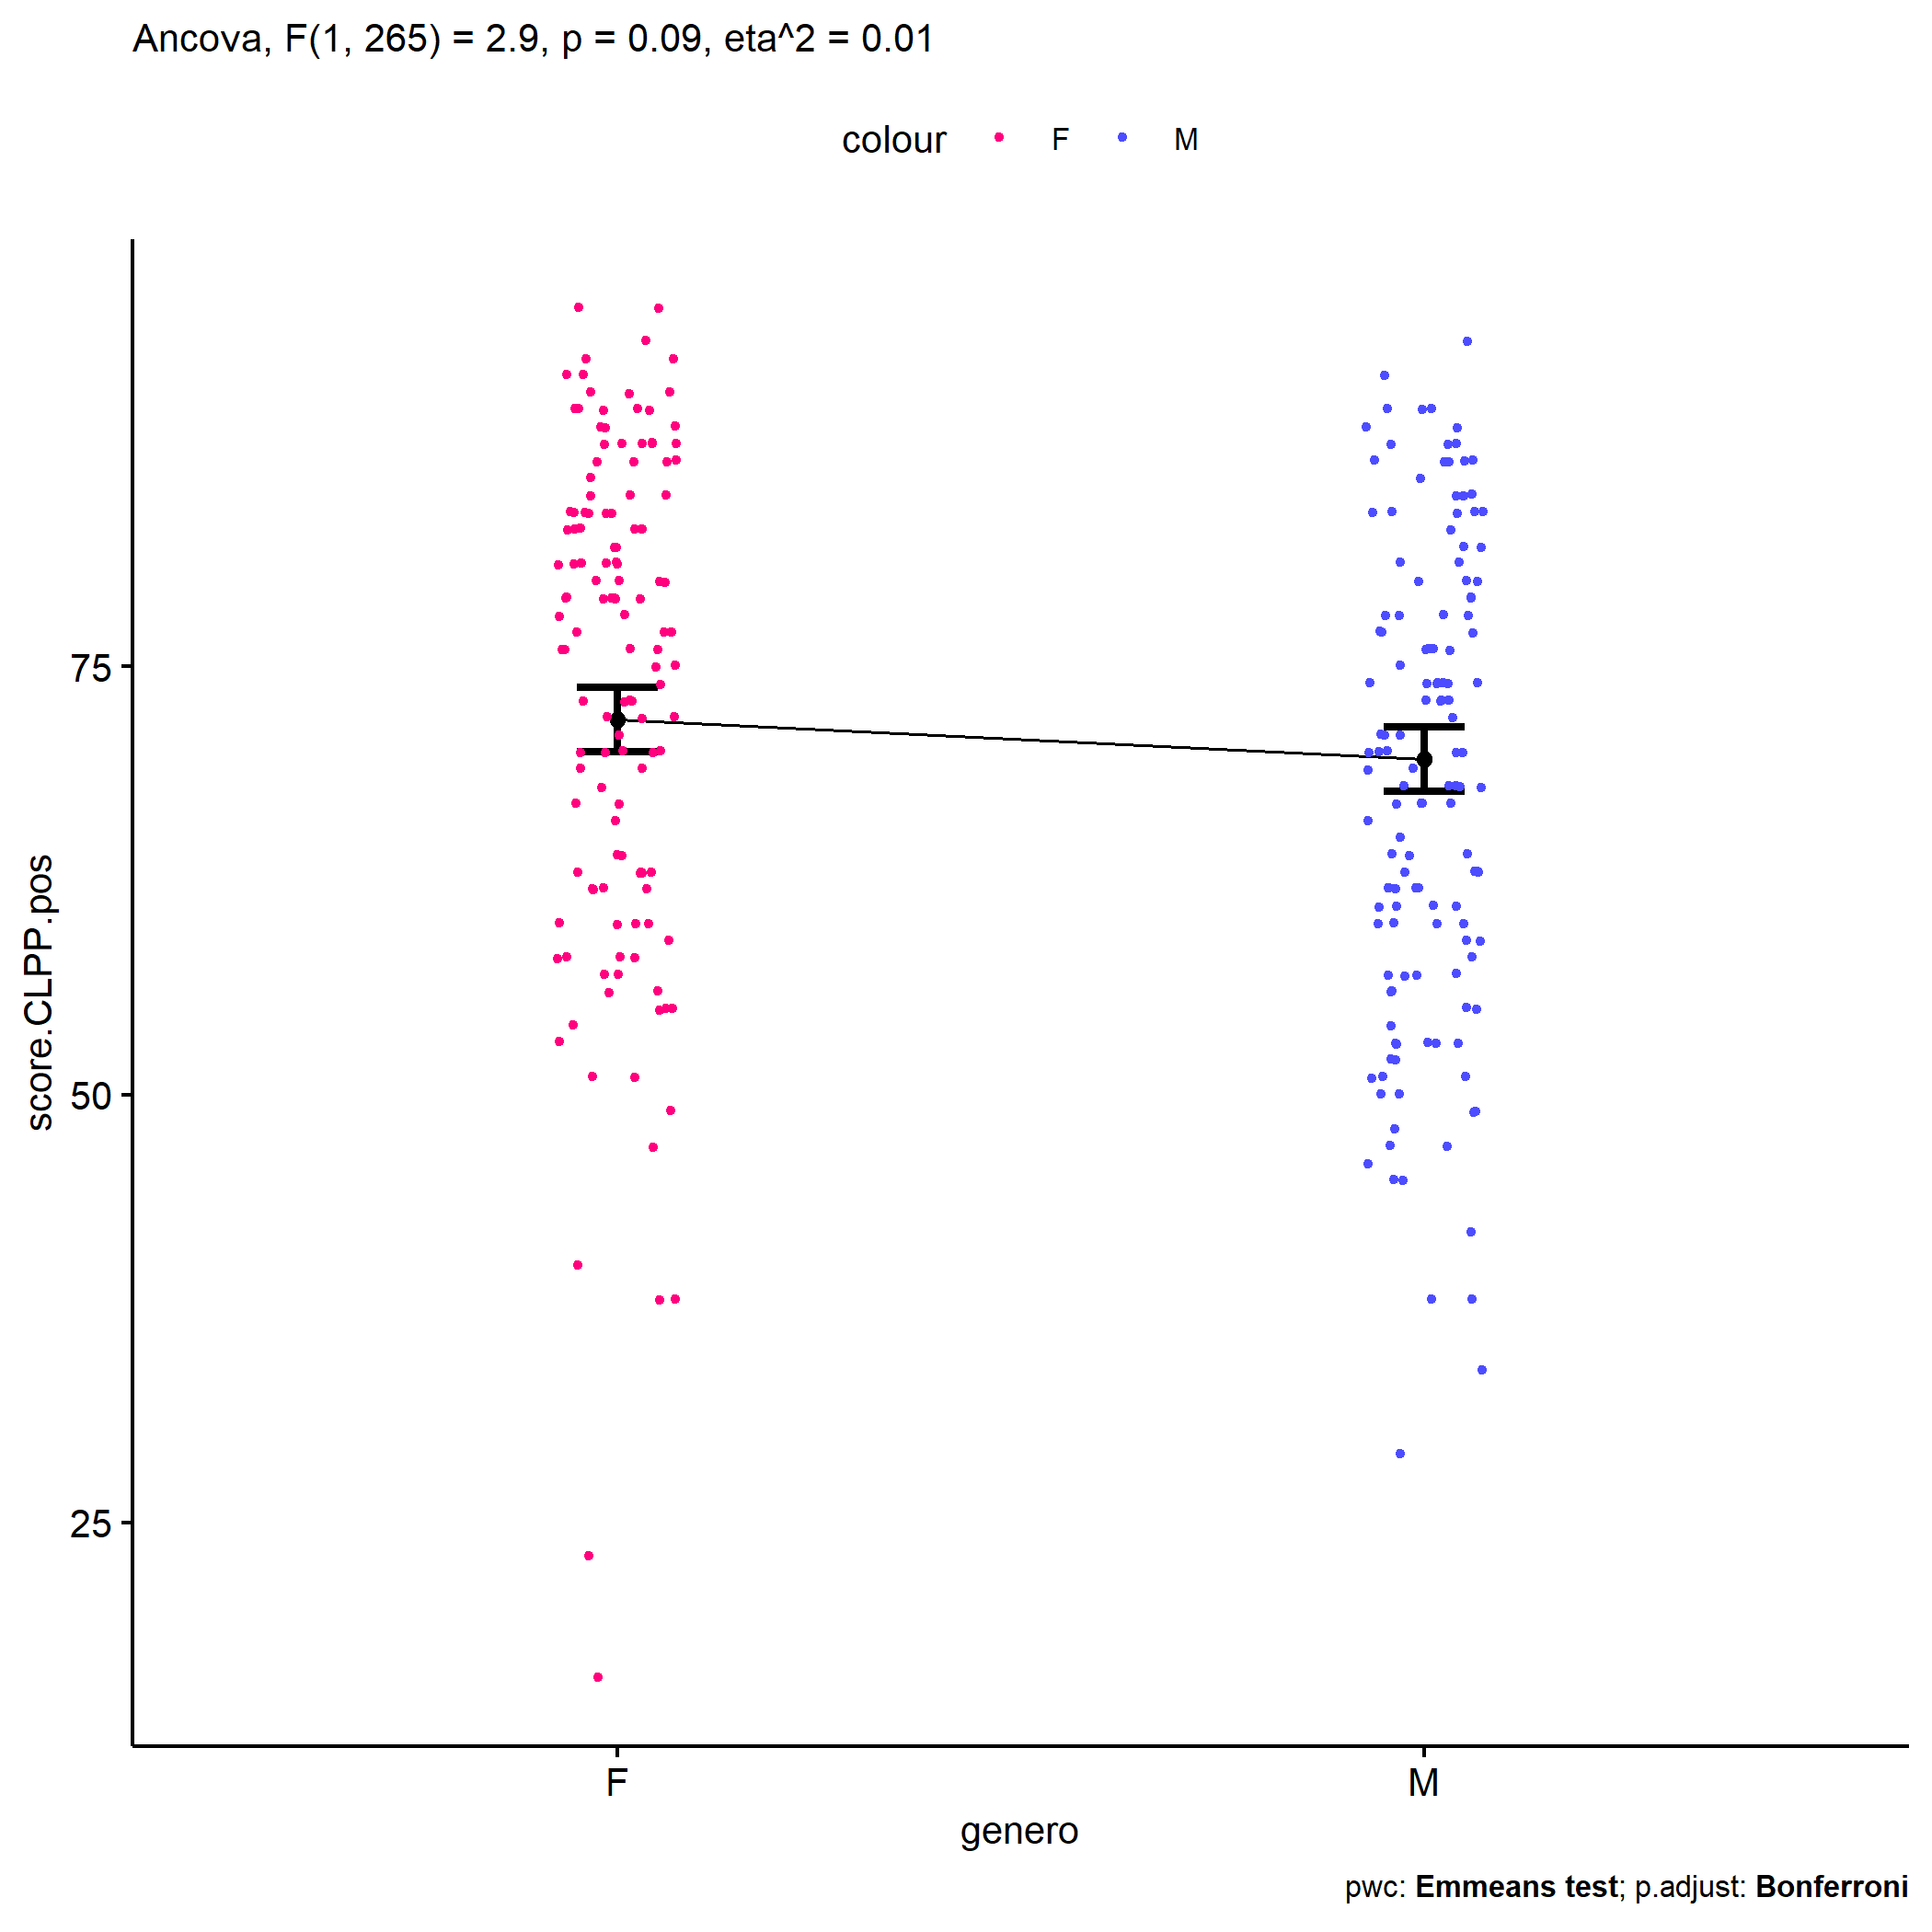 Ancova, F(1, 265) = 2.9, p = 0.09, eta^2 = 0.01
colour F M
score.CLPP.pos
75
50
25
F M
genero
pwc: Emmeans test; p.adjust: Bonferroni